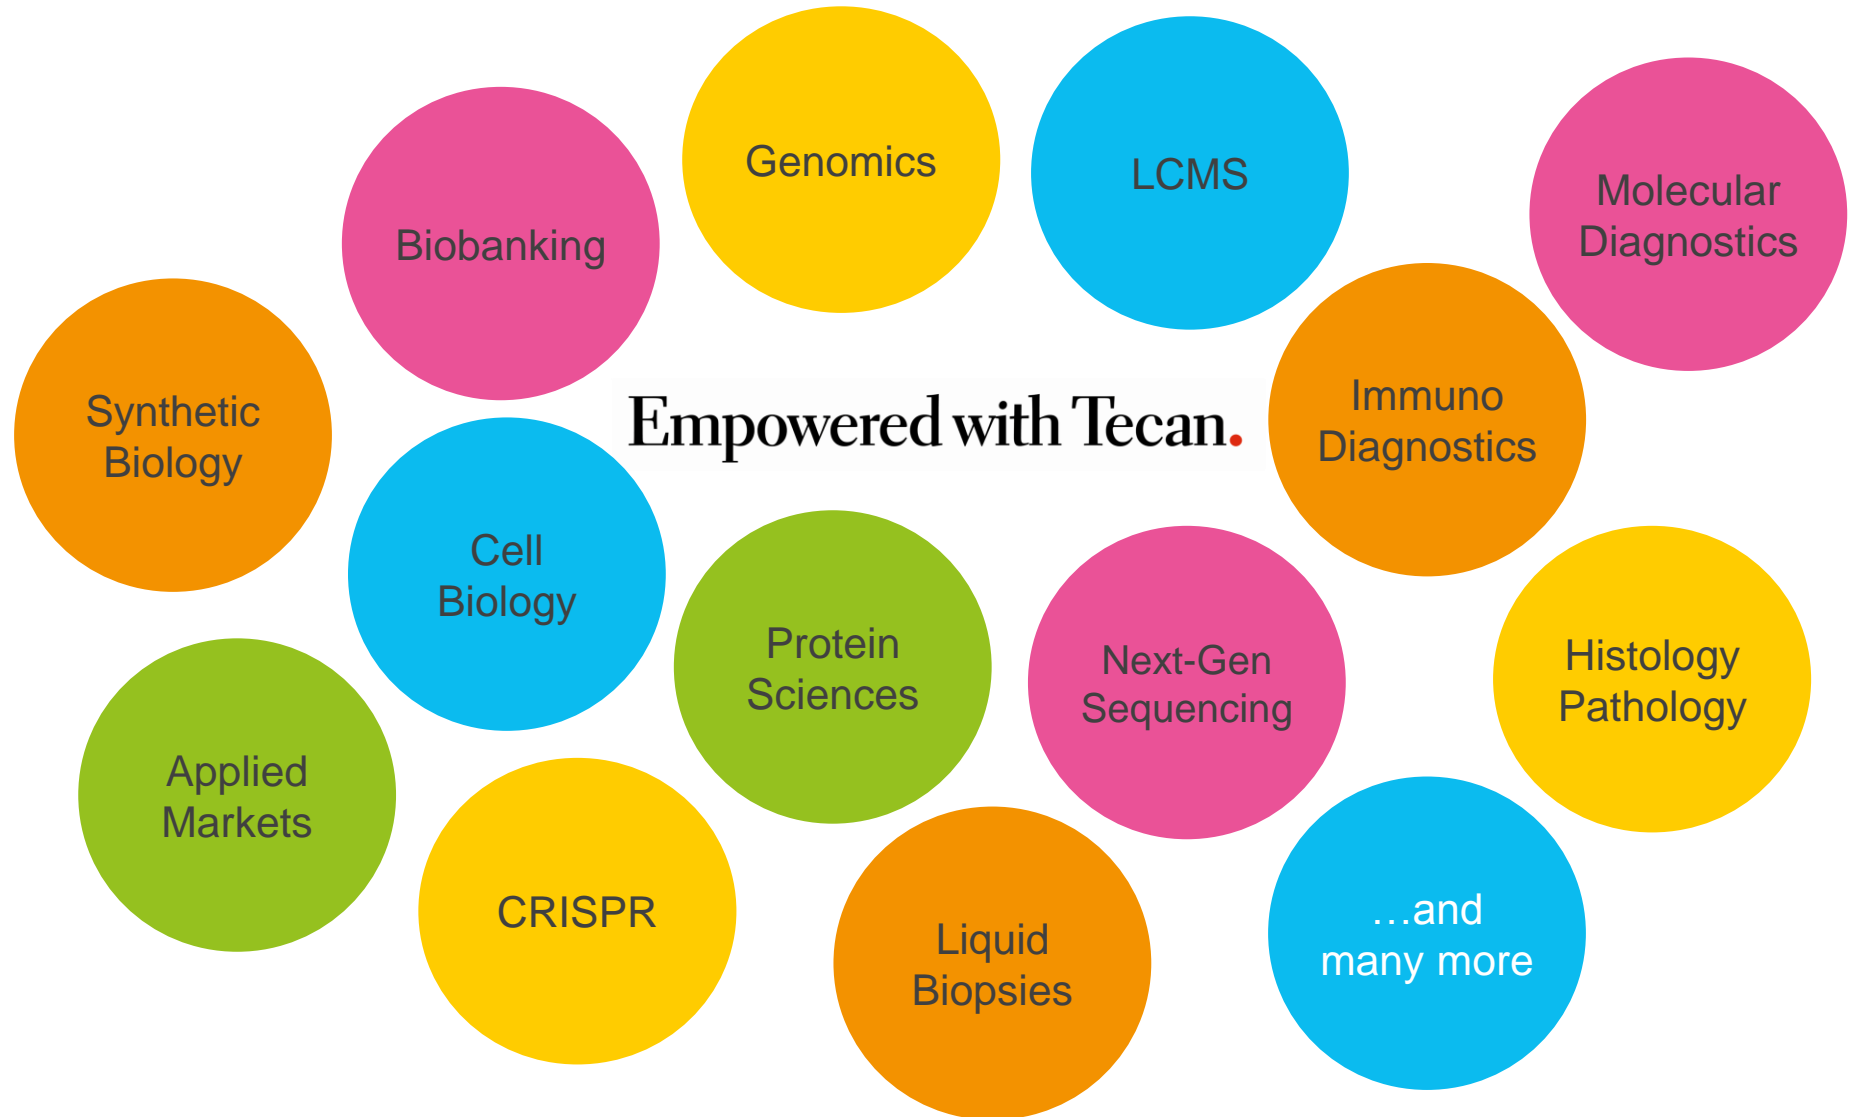 Genomics
LCMS
Molecular
Diagnostics
Biobanking
Synthetic
Biology
Empowered with Tecan.
Immuno
Diagnostics
Cell
Biology
Protein
Sciences
Next-Gen
Sequencing
Histology
Pathology
Applied
Markets
CRISPR
Liquid
Biopsies
…and
many more